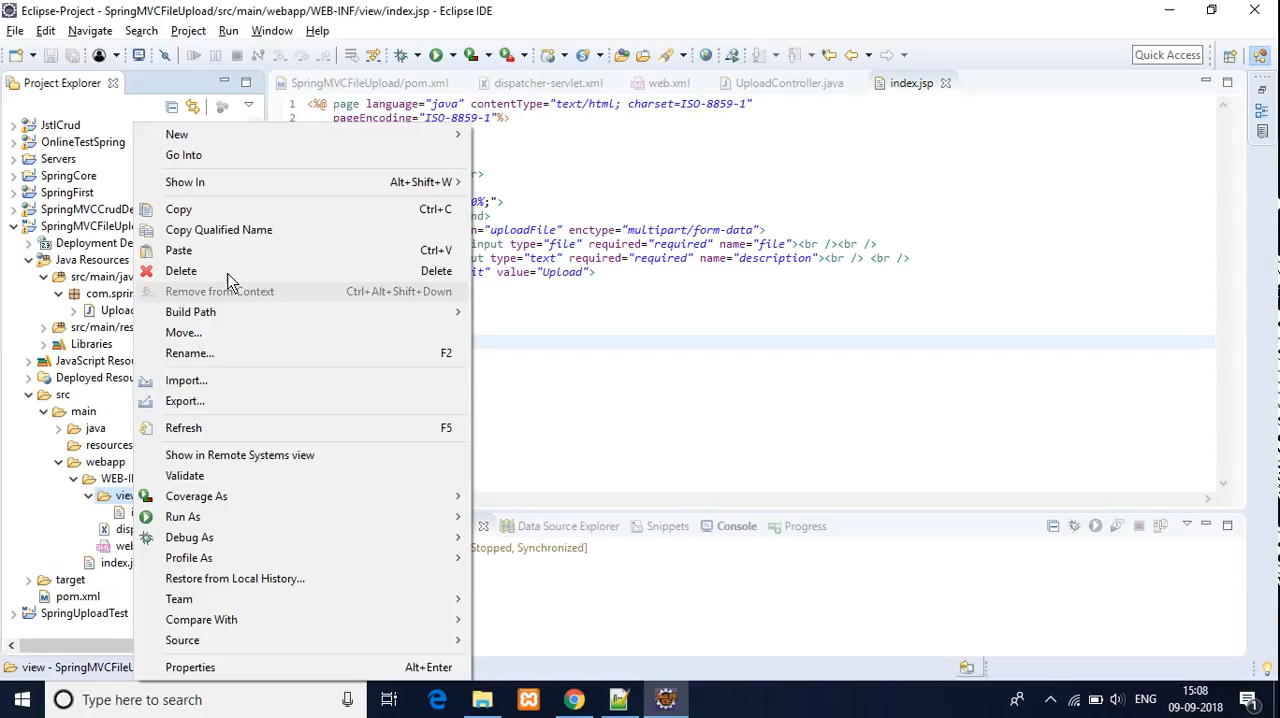 Eclipse-Project - SpringMVCFileUpload/src/main/webapp/WEB-INF/view/index.jsp - Eclipse IDE
File Edit Navigate Search Project Run Window Help
Quick Access
Project Explorer
SpringMVCFileUpload/pom.xml dispatcher-servlet.xml web.xml UploadController.java index.jsp
JstlCrud
OnlineTestSpring
Servers
SpringCore
SpringFirst
SpringMVCCrudDe
SpringMVCFileUpl
Deployment De
Java Resources
src/main/jav
com.sprin
Upload
src/main/res
Libraries
JavaScript Resou
Deployed Resou
src
main
java
resources
webapp
WEB-IN
view
i
disp
web
index.j
target
pom.xml
SpringUploadTest
New
Go Into
Show In Alt+Shift+W
Copy Ctrl+C
Copy Qualified Name
Paste Ctrl+V
Delete Delete
Remove from Context Ctrl+Alt+Shift+Down
Build Path
Move...
Rename... F2
Import...
Export...
Refresh F5
Show in Remote Systems view
Validate
Coverage As
Run As
Debug As
Profile As
Restore from Local History...
Team
Compare With
Source
Properties Alt+Enter
1 <%@ page language="java" contentType="text/html; charset=ISO-8859-1"
2 pageEncoding="ISO-8859-1"%>
r>
0%;">
nd>
="uploadFile" enctype="multipart/form-data">
input type="file" required="required" name="file"><br /><br />
ut type="text" required="required" name="description"><br /> <br />
it" value="Upload">
Data Source Explorer Snippets Console Progress
Stopped, Synchronized]
view - SpringMVCFileU
Type here to search
ENG
15:08
09-09-2018
1